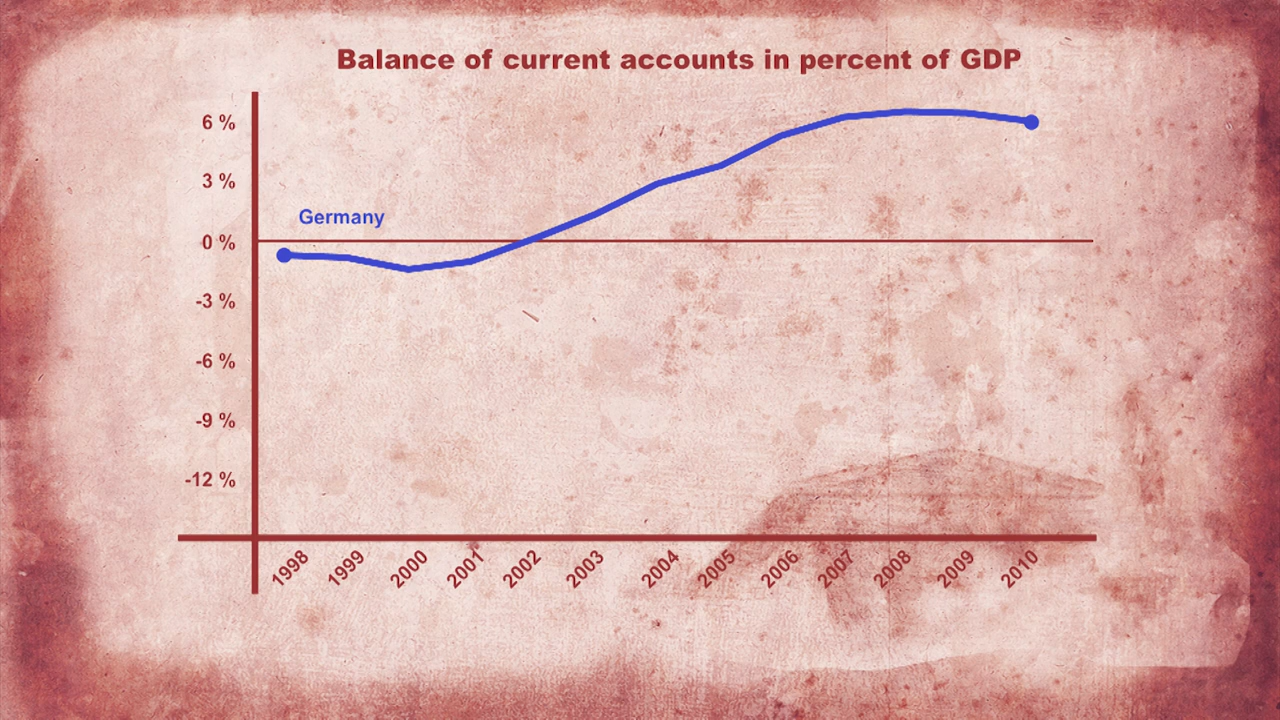 Balance of current accounts in percent of GDP
6 %
3 %
Germany
0 %
-3 %
-6 %
-9 %
-12 %
1998 1999 2000 2001 2002 2003 2004 2005 2006 2007 2008 2009 2010